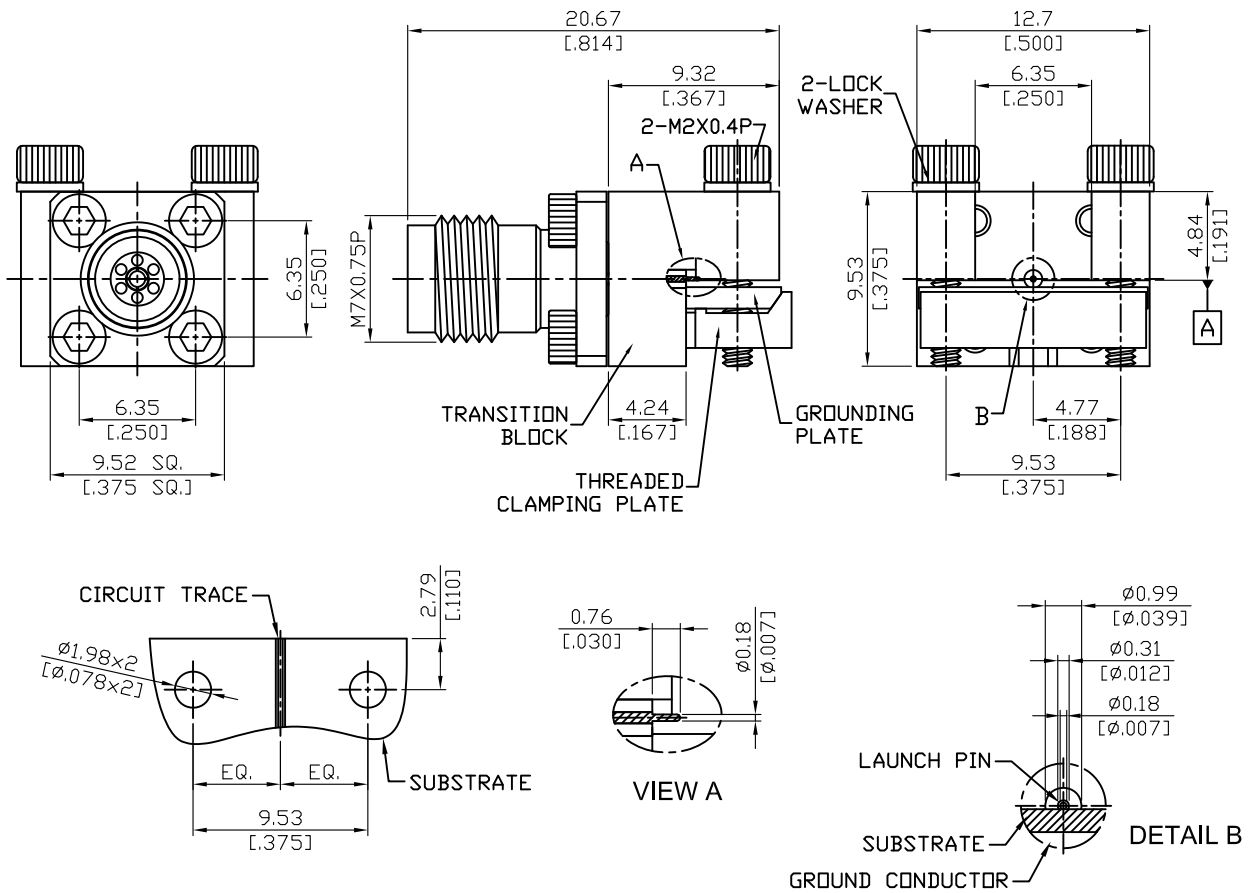 20.67
[.814]
9.32
[.367]
2-M2X0.4P
A
M7X0.75P
12.7
[.500]
6.35
[.250]
2-LOCK
WASHER
6.35
[.250]
6.35
[.250]
9.52 SQ.
[.375 SQ.]
TRANSITION
BLOCK
4.24
[.167]
GROUNDING
PLATE
THREADED
CLAMPING PLATE
9.53
[.375]
4.84
[.191]
A
B
4.77
[.188]
9.53
[.375]
CIRCUIT TRACE
2.79
[.110]
Ø1.98×2
[Ø.078×2]
EQ.
EQ.
SUBSTRATE
9.53
[.375]
0.76
[.030]
Ø0.18
[Ø.007]
VIEW A
Ø0.99
[Ø.039]
Ø0.31
[Ø.012]
Ø0.18
[Ø.007]
LAUNCH PIN
SUBSTRATE
GROUND CONDUCTOR
DETAIL B